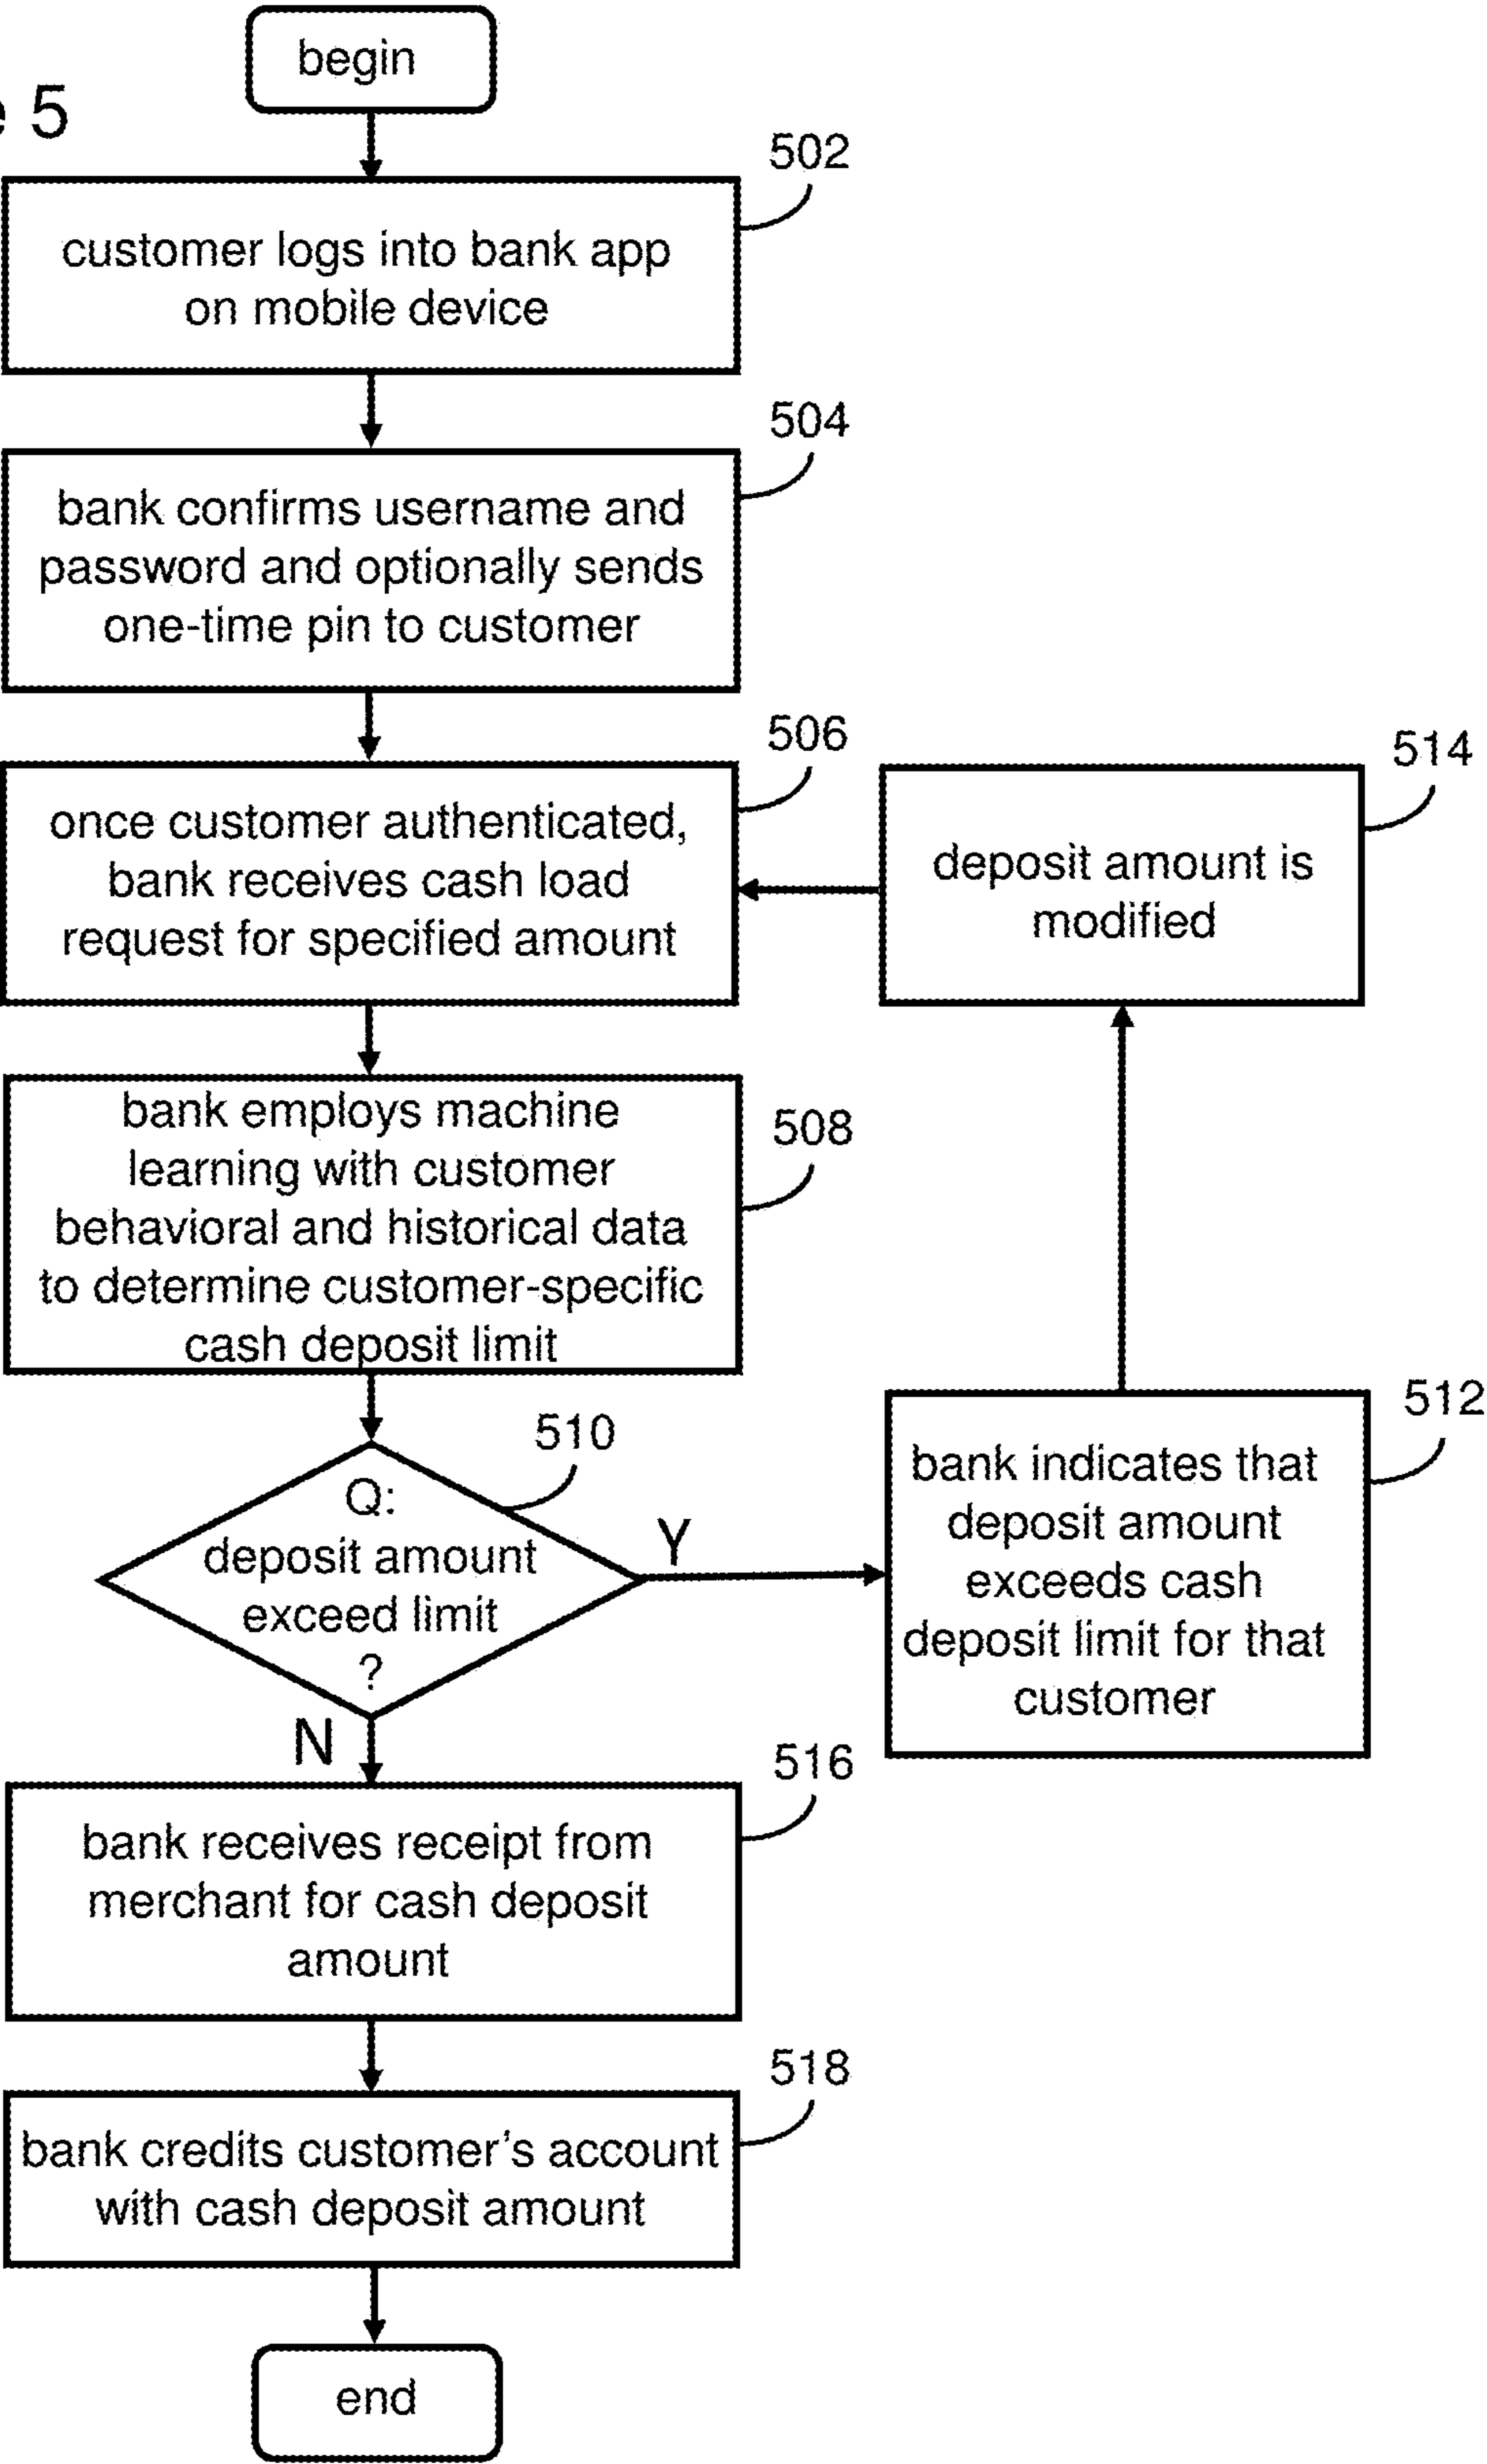 begin
e 5
502
customer logs into bank app
on mobile device
504
bank confirms username and
password and optionally sends
one-time pin to customer
506
once customer authenticated,
bank receives cash load
request for specified amount
514
deposit amount is
modified
508
bank employs machine
learning with customer
behavioral and historical data
to determine customer-specific
cash deposit limit
510
Q:
deposit amount
exceed limit
?
Y
N
512
bank indicates that
deposit amount
exceeds cash
deposit limit for that
customer
516
bank receives receipt from
merchant for cash deposit
amount
518
bank credits customer's account
with cash deposit amount
end